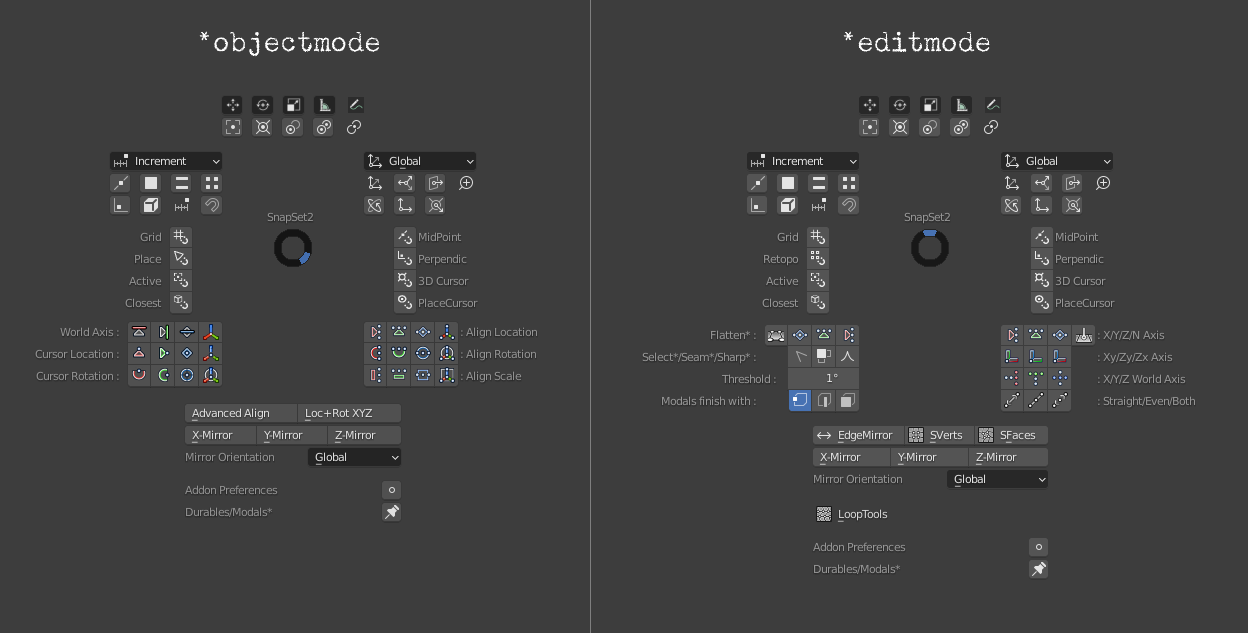 *objectmode
Increment
Global
SnapSet2
Grid
MidPoint
Place
Perpendic
Active
3D Cursor
Closest
PlaceCursor
World Axis :
: Align Location
Cursor Location :
: Align Rotation
Cursor Rotation :
: Align Scale
Advanced Align
Loc+Rot XYZ
X-Mirror
Y-Mirror
Z-Mirror
Mirror Orientation
Global
Addon Preferences
Durables/Modals*
*editmode
Increment
Global
SnapSet2
Grid
MidPoint
Retopo
Perpendic
Active
3D Cursor
Closest
PlaceCursor
Flatten* :
: X/Y/Z/N Axis
Select*/Seam*/Sharp* :
: Xy/Zy/Zx Axis
Threshold :
1°
: X/Y/Z World Axis
Modals finish with :
: Straight/Even/Both
EdgeMirror
SVerts
SFaces
X-Mirror
Y-Mirror
Z-Mirror
Mirror Orientation
Global
LoopTools
Addon Preferences
Durables/Modals*